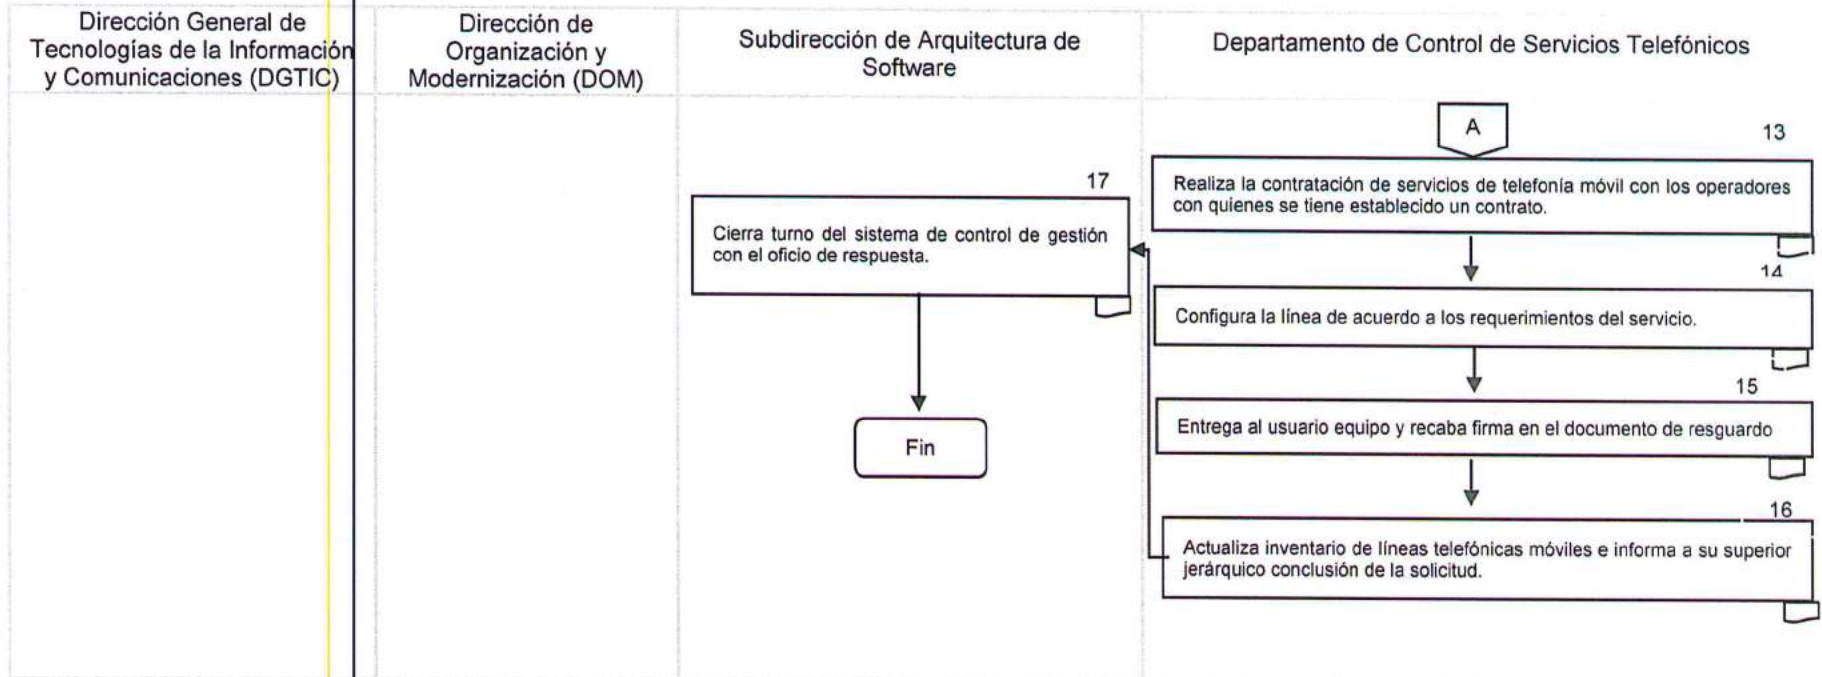 Dirección General de
Tecnologías de la Información
y Comunicaciones (DGTIC)
Dirección de
Organización y
Modernización (DOM)
Subdirección de Arquitectura de
Software
Departamento de Control de Servicios Telefónicos
A
13
Realiza la contratación de servicios de telefonía móvil con los operadores
con quienes se tiene establecido un contrato.
14
Configura la línea de acuerdo a los requerimientos del servicio.
15
Entrega al usuario equipo y recaba firma en el documento de resguardo
16
Actualiza inventario de líneas telefónicas móviles e informa a su superior
jerárquico conclusión de la solicitud.
17
Cierra turno del sistema de control de gestión
con el oficio de respuesta.
Fin